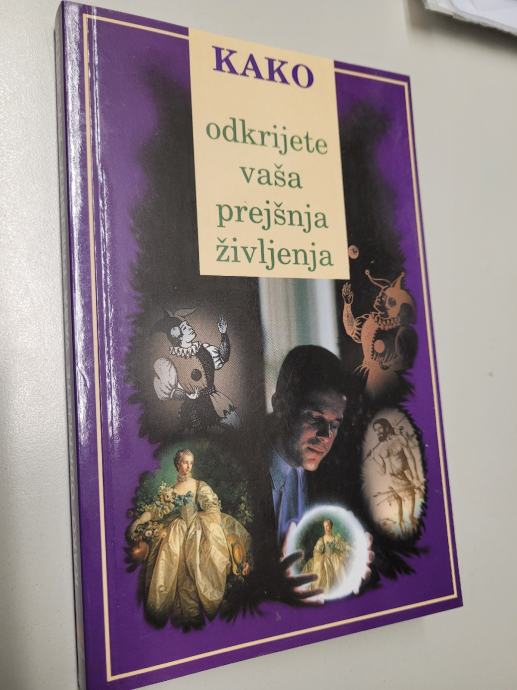 KAKO
odkrijete
vaša
prejšnja
življenja